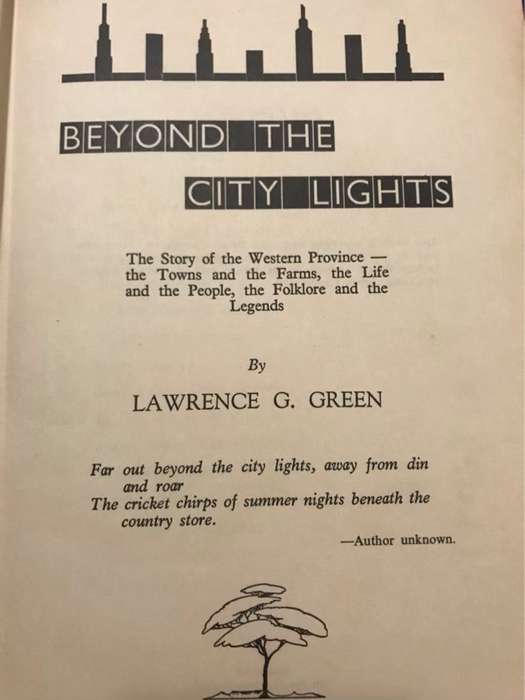 BEYOND THE
CITY LIGHTS
The Story of the Western Province —
the Towns and the Farms, the Life
and the People, the Folklore and the
Legends
By
LAWRENCE G. GREEN
Far out beyond the city lights, away from din
and roar
The cricket chirps of summer nights beneath the
country store.
—Author unknown.